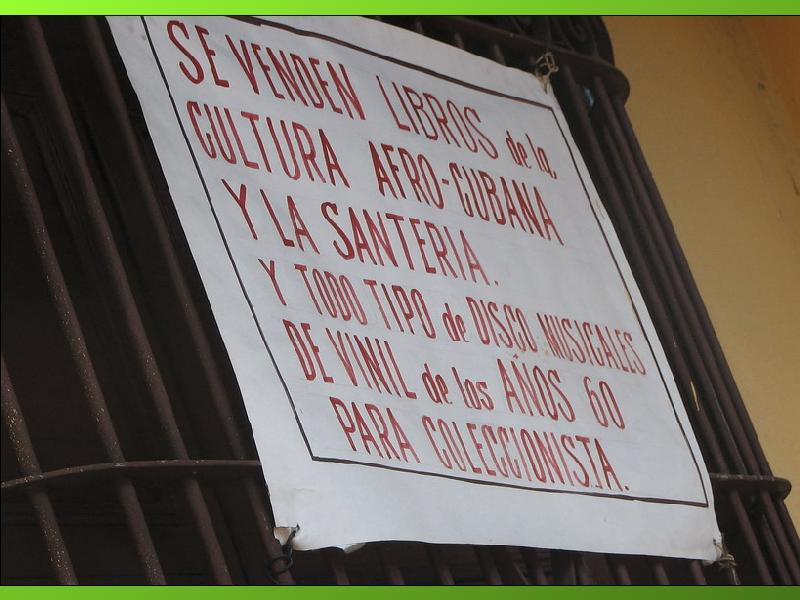 SE VENDEN LIBROS de la
CULTURA AFRO-CUBANA
Y LA SANTERIA.
Y TODO TIPO de DISCO MUSICALES
DE VINIL de los AÑOS 60
PARA COLECCIONISTA.